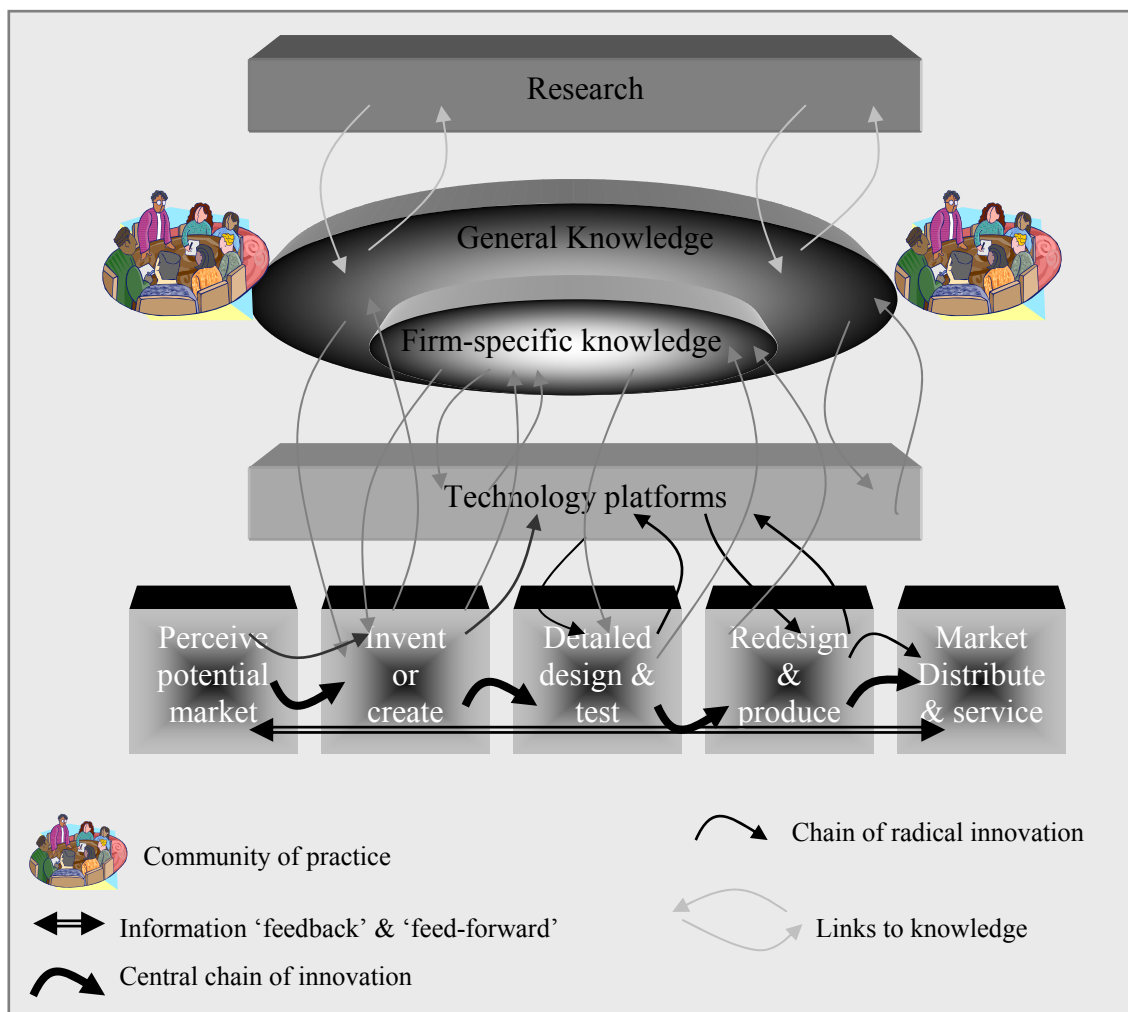 Research
General Knowledge
Firm-specific knowledge
Technology platforms
Perceive
potential
market
Invent
or
create
Detailed
design &
test
Redesign
&
produce
Market
Distribute
& service
Community of practice
Chain of radical innovation
Information ‘feedback’ & ‘feed-forward’
Links to knowledge
Central chain of innovation